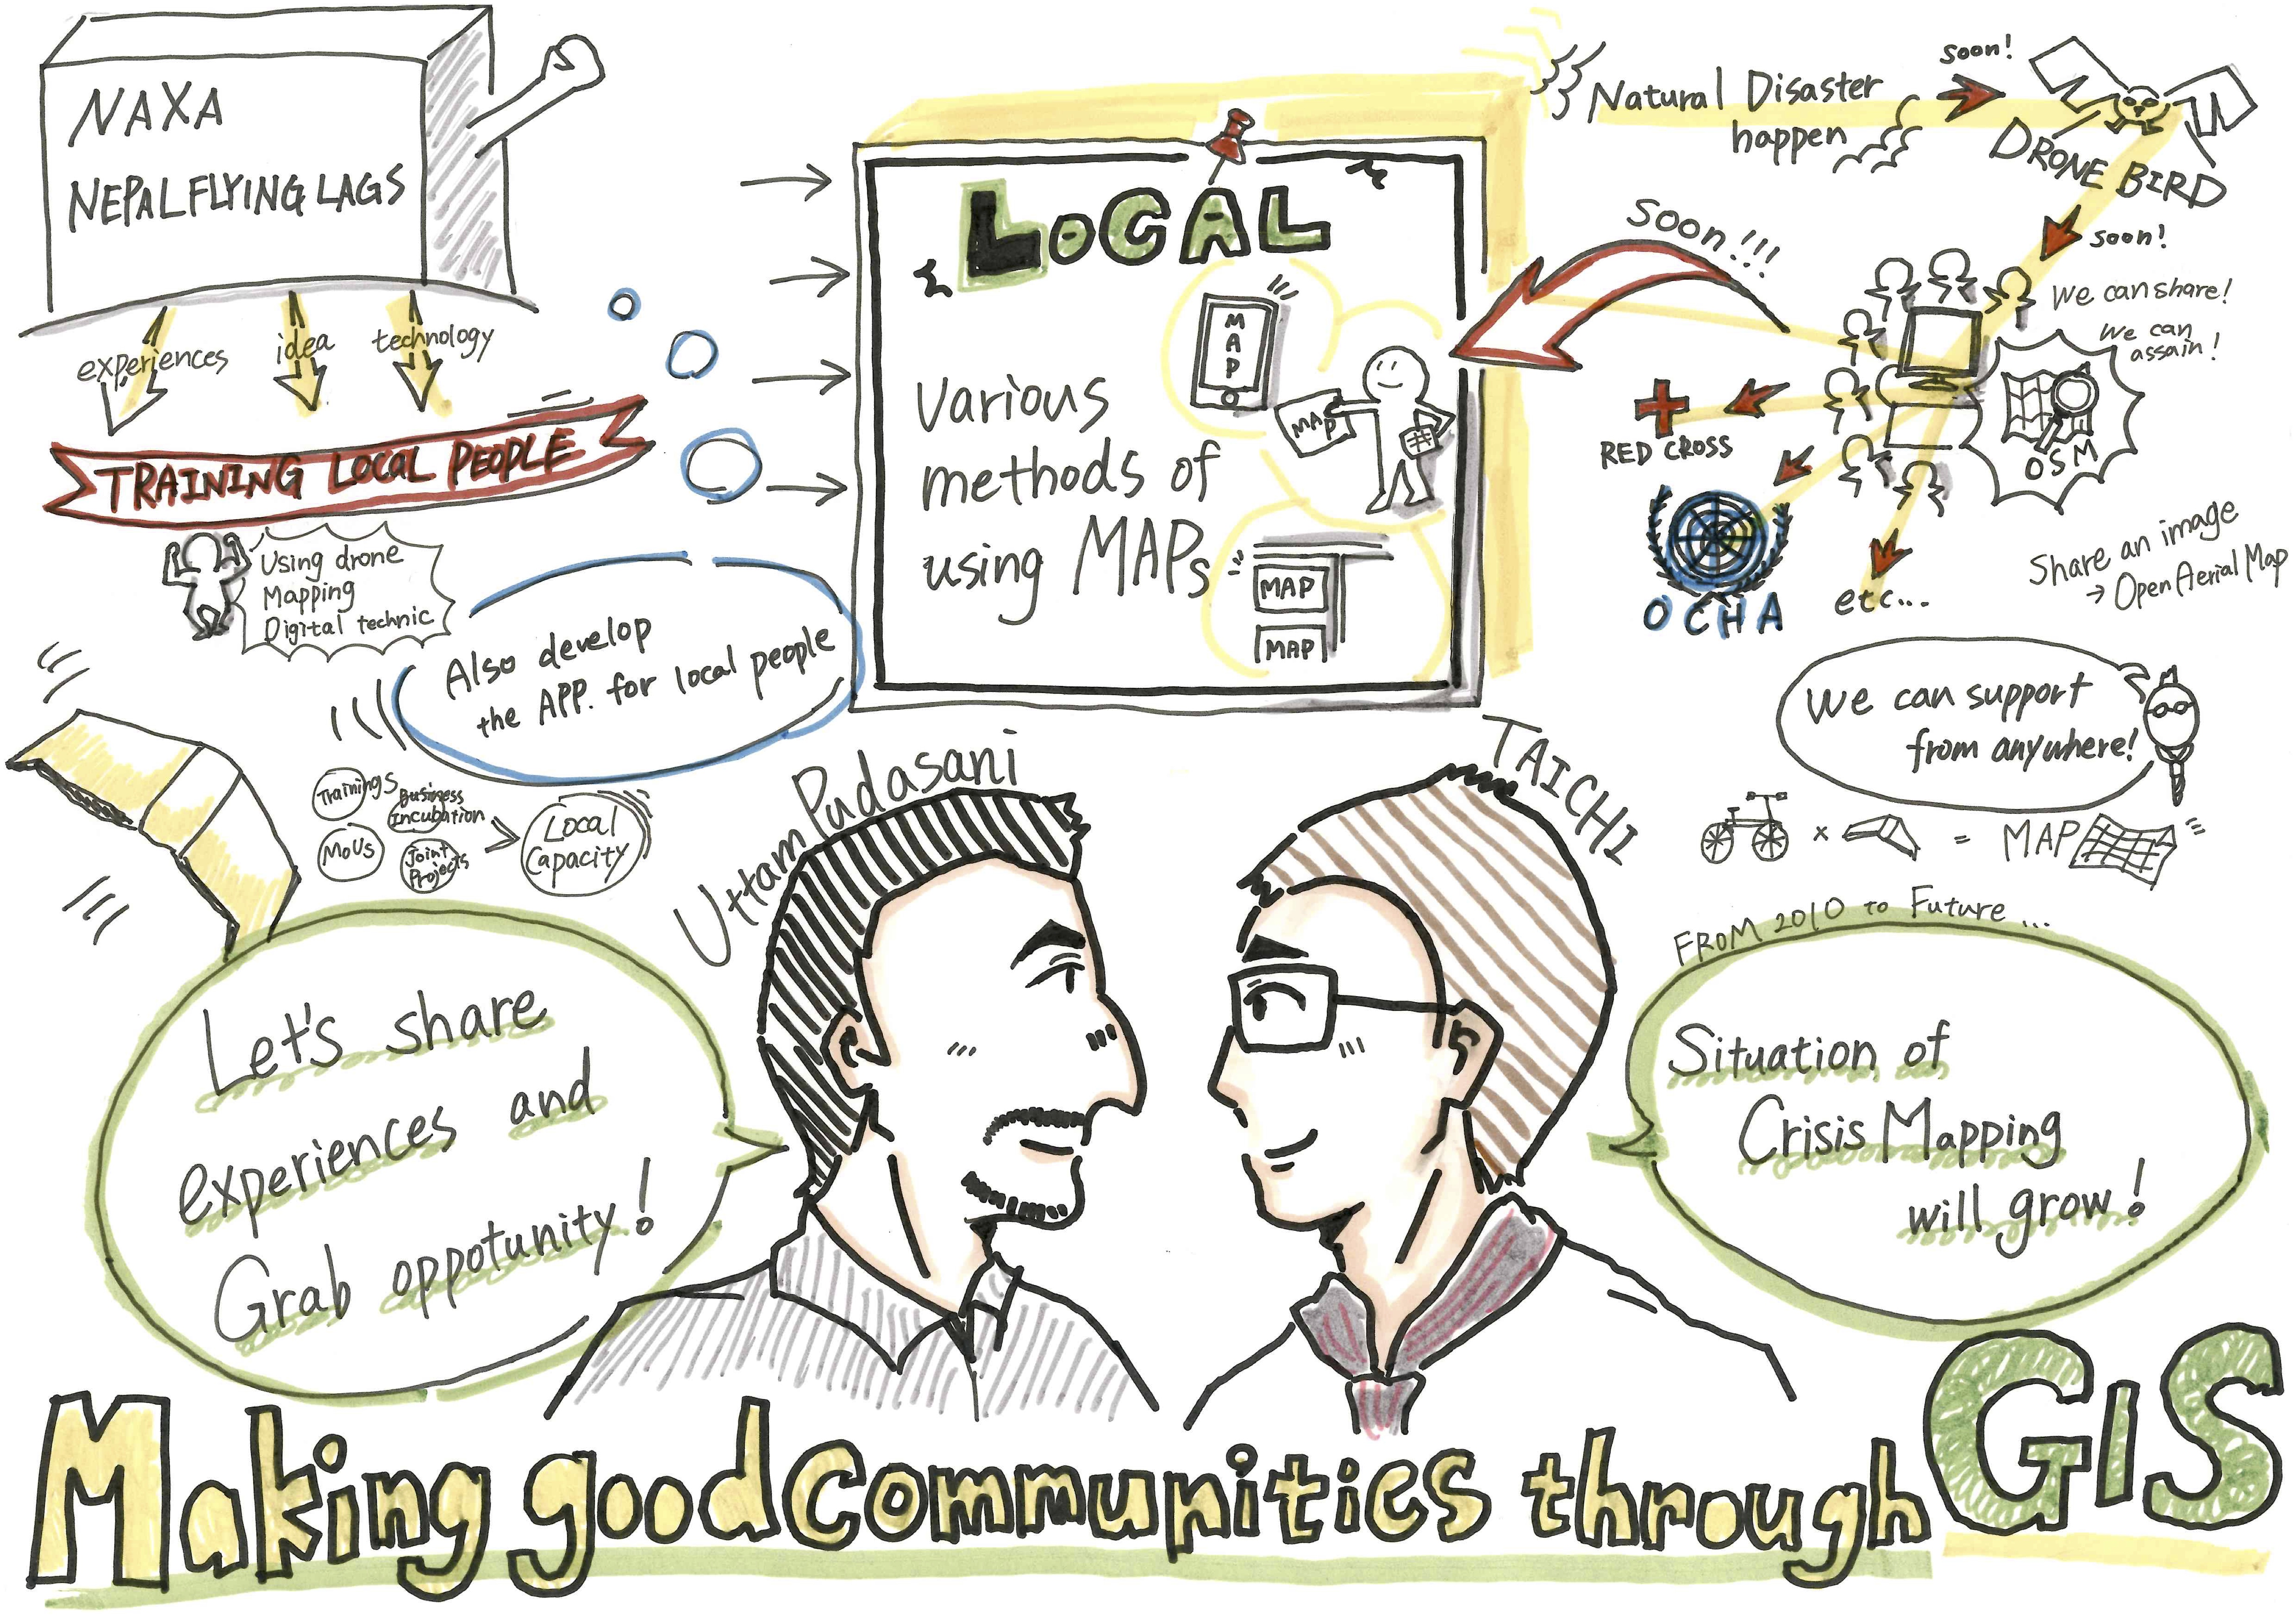 NAXA
NEPAL FLYING LAGS
experiences
idea
technology
TRAINING LOCAL PEOPLE
Using drone
Mapping
Digital technic
Also develop
the APP. for local people
Trainings
Business
Incubation
MoUs
Joint
Projects
Local
Capacity
LOCAL
Various
methods of
using MAPs
MAP
MAP
MAP
MAP
Natural Disaster
happen
soon!
DRONE BIRD
soon!
soon!!!
We can share!
We can
assain!
OSM
RED CROSS
OCHA
etc...
Share an image
→ Open Aerial Map
We can support
from anywhere!
× = MAP
FROM 2010 to Future ...
Uttam Pudasani
TAICHI
Let's share
experiences and
Grab oppotunity!
Situation of
Crisis Mapping
will grow!
Making good communities through GIS